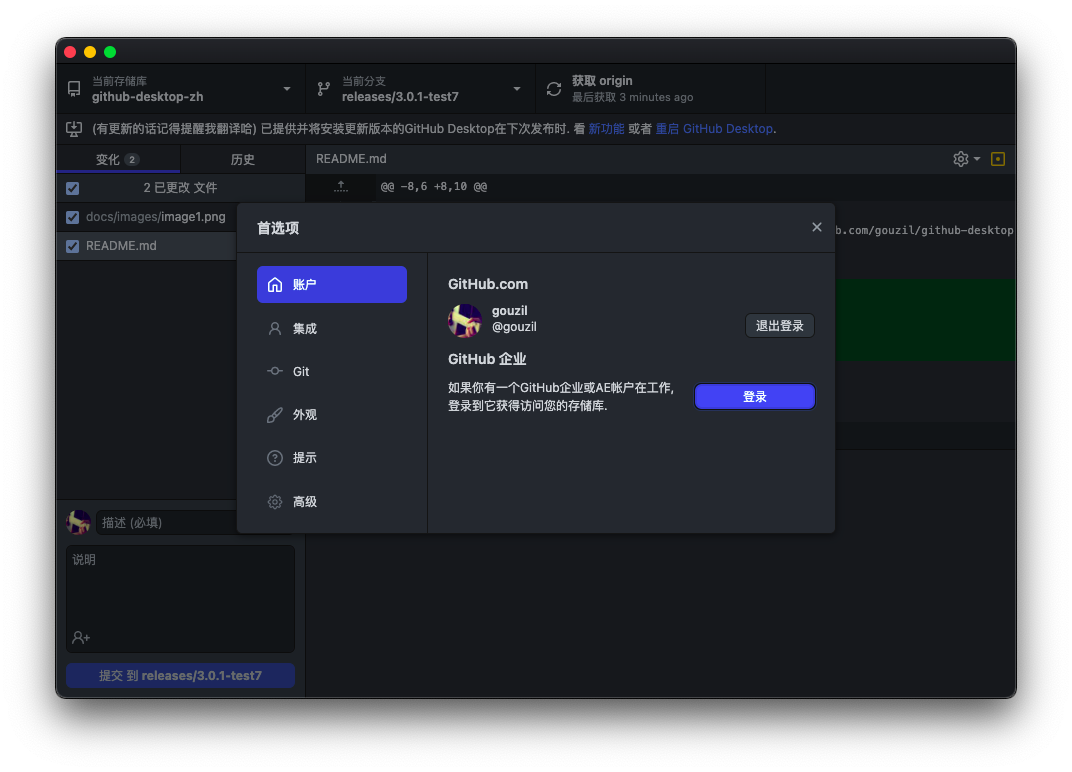 当前存储库
github-desktop-zh
当前分支
releases/3.0.1-test7
获取 origin
最后获取 3 minutes ago
(有更新的话记得提醒我翻译哈) 已提供并将安装更新版本的GitHub Desktop在下次发布时. 看 新功能 或者 重启 GitHub Desktop.
变化 2
历史
README.md
2 已更改 文件
@@ -8,6 +8,10 @@
docs/images/image1.png
README.md
b.com/gouzil/github-desktop
首选项
账户
集成
Git
外观
提示
高级
GitHub.com
gouzil
@gouzil
退出登录
GitHub 企业
如果你有一个GitHub企业或AE帐户在工作,
登录到它获得访问您的存储库.
登录
描述 (必填)
说明
提交 到 releases/3.0.1-test7